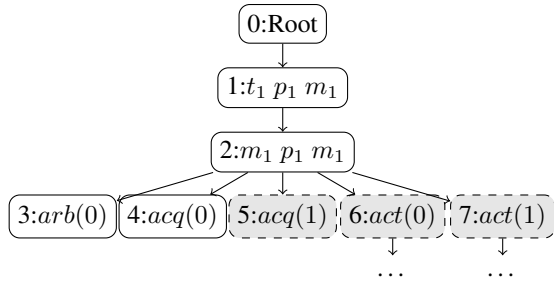 0:Root
1:t₁ p₁ m₁
2:m₁ p₁ m₁
3:arb(0) 4:acq(0) 5:acq(1) 6:act(0) 7:act(1)
... ...